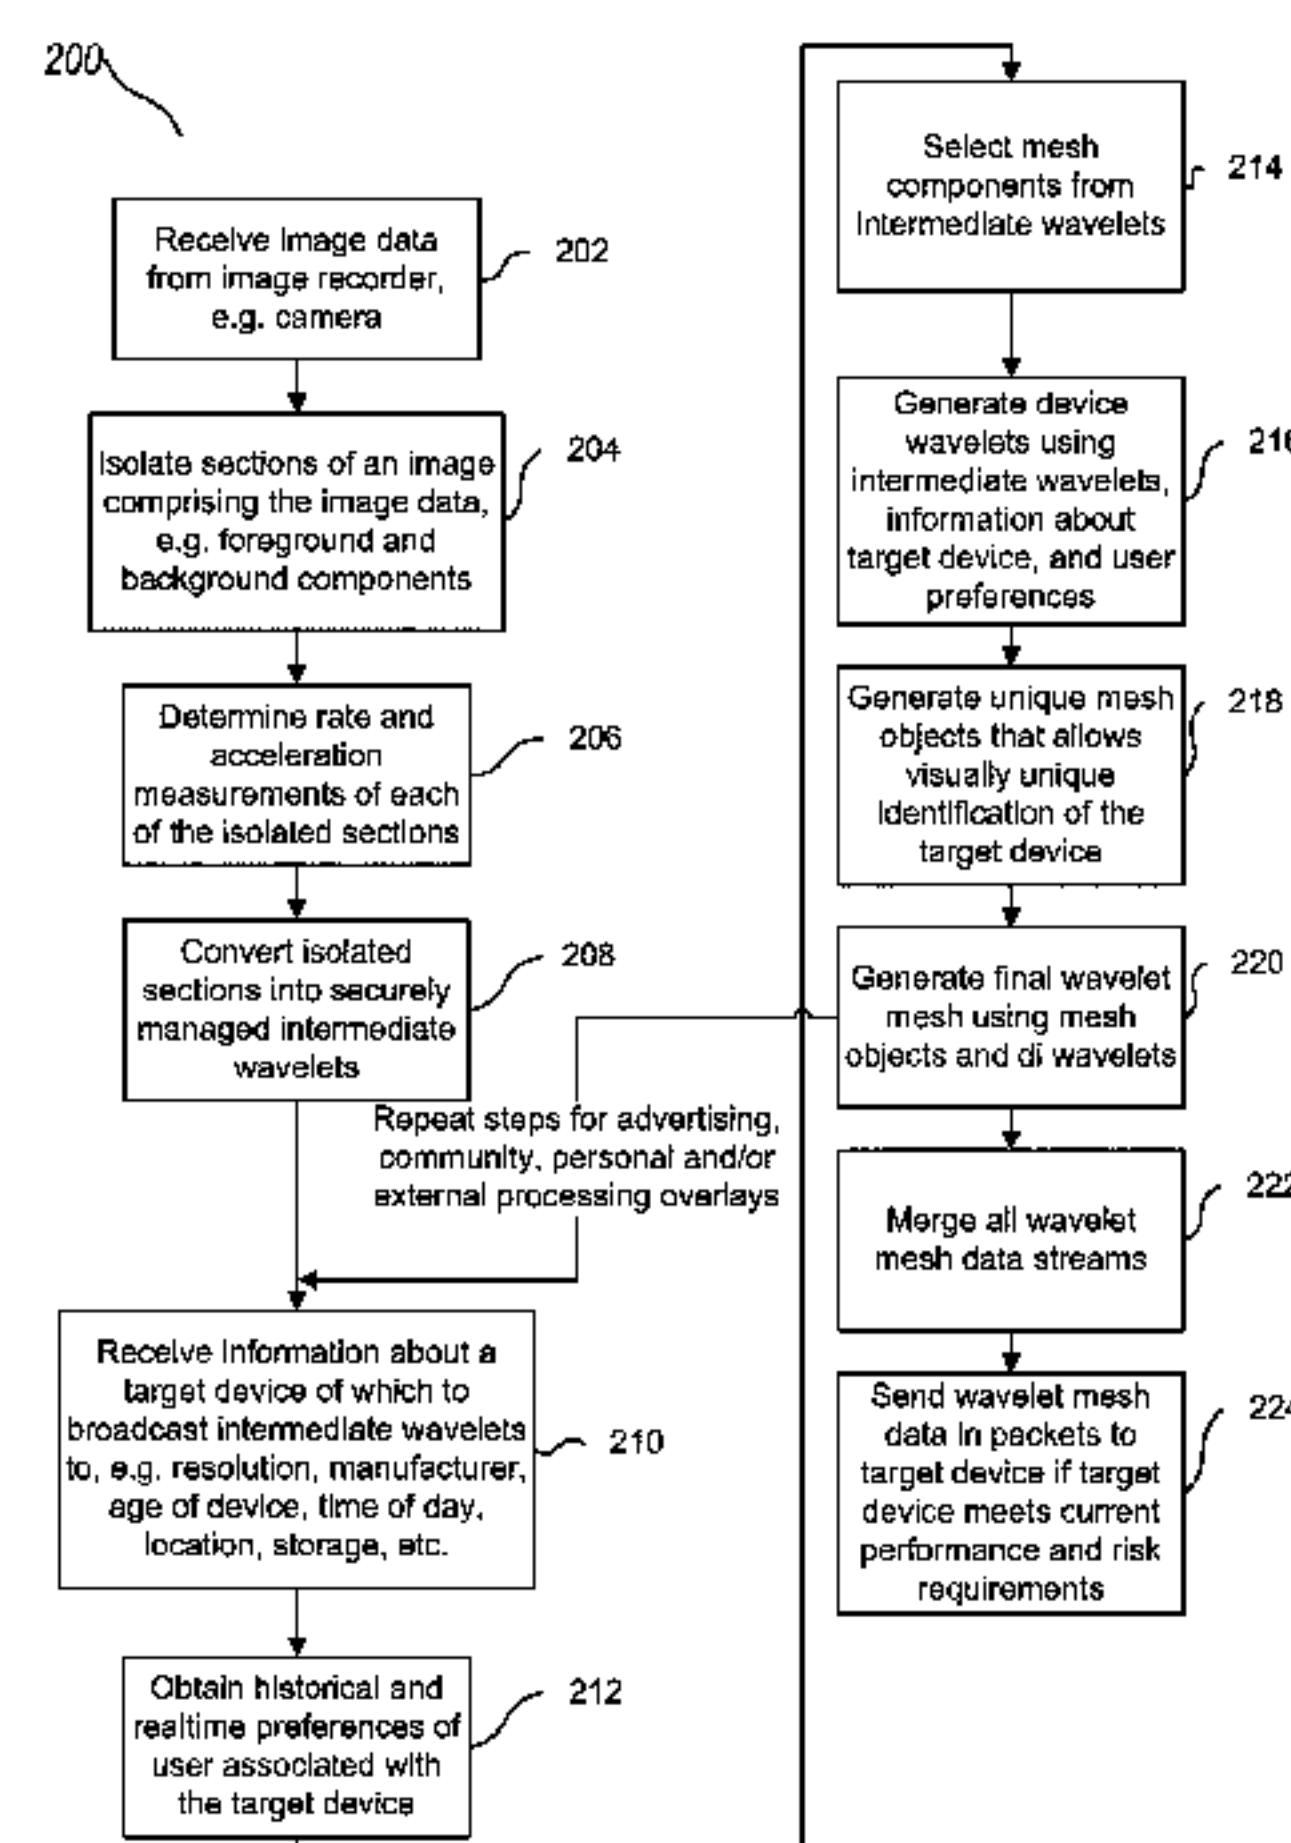 200
Receive image data
from image recorder,
e.g. camera
202
Isolate sections of an image
comprising the image data,
e.g. foreground and
background components
204
Determine rate and
acceleration
measurements of each
of the isolated sections
206
Convert isolated
sections into securely
managed intermediate
wavelets
208
Repeat steps for advertising,
community, personal and/or
external processing overlays
Receive information about a
target device of which to
broadcast intermediate wavelets
to, e.g. resolution, manufacturer,
age of device, time of day,
location, storage, etc.
210
Obtain historical and
realtime preferences of
user associated with
the target device
212
Select mesh
components from
intermediate wavelets
214
Generate device
wavelets using
intermediate wavelets,
information about
target device, and user
preferences
216
Generate unique mesh
objects that allows
visually unique
identification of the
target device
218
Generate final wavelet
mesh using mesh
objects and di wavelets
220
Merge all wavelet
mesh data streams
222
Send wavelet mesh
data in packets to
target device if target
device meets current
performance and risk
requirements
224